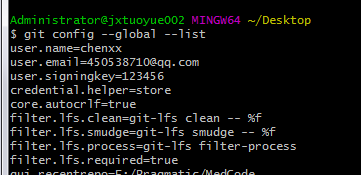 Administrator@jxtuoyue002 MINGW64 ~/Desktop
$ git config --global --list
user.name=chenxx
user.email=450538710@qq.com
user.signingkey=123456
credential.helper=store
core.autocrlf=true
filter.lfs.clean=git-lfs clean -- %f
filter.lfs.smudge=git-lfs smudge -- %f
filter.lfs.process=git-lfs filter-process
filter.lfs.required=true
gui.recentrepo=E:/Pragmatic/MedCode